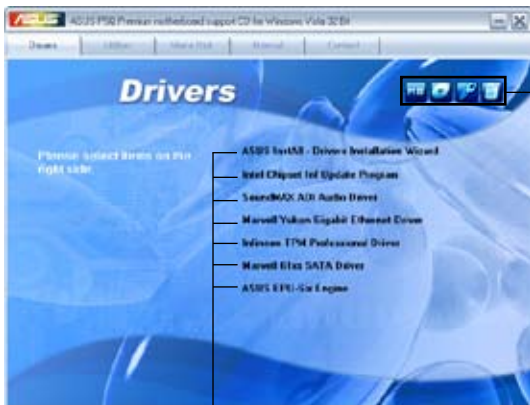 ASUS P5Q Premium motherboard support CD for Windows Vista 32 Bit
Drivers Utilities Make Disk Manual Contact
Drivers
Please select items on the
right side.
ASUS InstAll - Drivers Installation Wizard
Intel Chipset Inf Update Program
SoundMAX ADI Audio Driver
Marvell Yukon Gigabit Ethernet Driver
Infineon TPM Professional Driver
Marvell 61xx SATA Driver
ASUS EPU-Six Engine